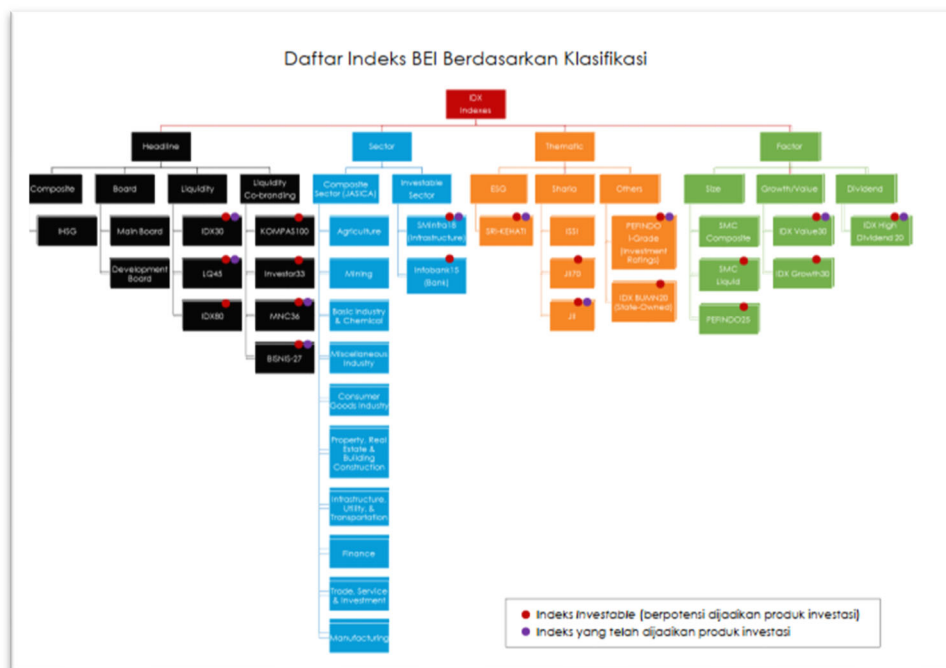 Daftar Indeks BEI Berdasarkan Klasifikasi
IDX
Indexes
Headline
Sector
Thematic
Factor
Composite
Board
Liquidity
Liquidity
Co-branding
Composite
Sector (JASICA)
Investable
Sector
ESG
Sharia
Others
Size
Growth/Value
Dividend
IHSG
Main Board
Development
Board
IDX30
LQ45
IDX80
KOMPAS100
Investor33
MNC36
BISNIS-27
Agriculture
Mining
Basic Industry
& Chemical
Miscellaneous
Industry
Consumer
Goods Industry
Property, Real
Estate &
Building
Construction
Infrastructure,
Utility, &
Transportation
Finance
Trade, Service
& Investment
Manufacturing
SMinfra18
(Infrastructure)
Infobank15
(Bank)
SRI-KEHATI
ISSI
JII70
JII
PEFINDO
i-Grade
(Investment
Ratings)
IDX BUMN20
(State-Owned)
SMC
Composite
SMC
Liquid
PEFINDO25
IDX Value30
IDX Growth30
IDX High
Dividend 20
Indeks Investable (berpotensi dijadikan produk investasi)
Indeks yang telah dijadikan produk investasi